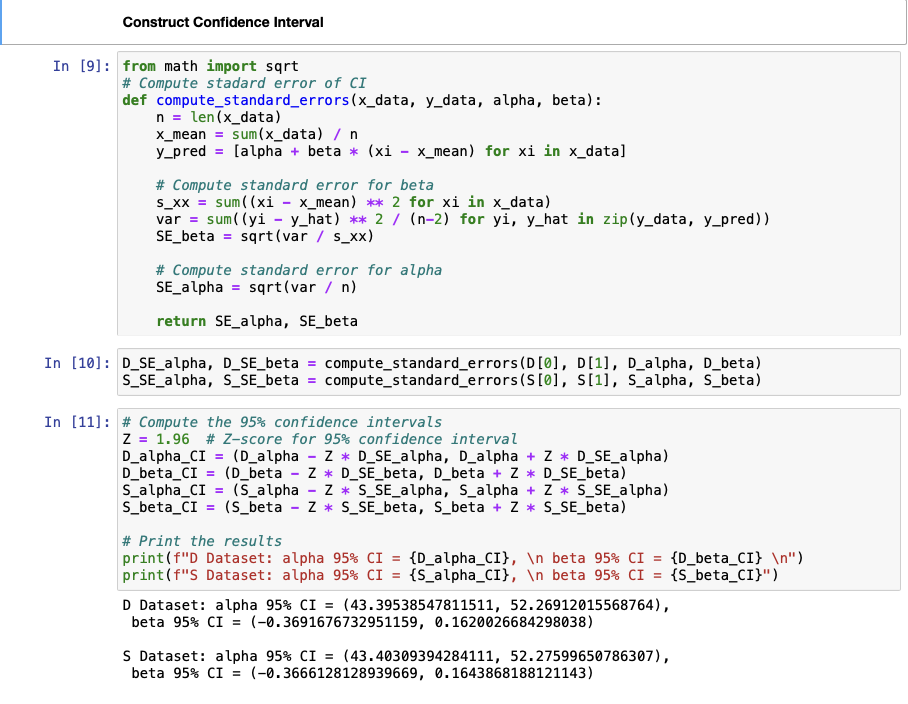 Construct Confidence Interval
In [9]: from math import sqrt
# Compute stadard error of CI
def compute_standard_errors(x_data, y_data, alpha, beta):
    n = len(x_data)
    x_mean = sum(x_data) / n
    y_pred = [alpha + beta * (xi - x_mean) for xi in x_data]

    # Compute standard error for beta
    s_xx = sum((xi - x_mean) ** 2 for xi in x_data)
    var = sum((yi - y_hat) ** 2 / (n-2) for yi, y_hat in zip(y_data, y_pred))
    SE_beta = sqrt(var / s_xx)

    # Compute standard error for alpha
    SE_alpha = sqrt(var / n)

    return SE_alpha, SE_beta
In [10]: D_SE_alpha, D_SE_beta = compute_standard_errors(D[0], D[1], D_alpha, D_beta)
S_SE_alpha, S_SE_beta = compute_standard_errors(S[0], S[1], S_alpha, S_beta)
In [11]: # Compute the 95% confidence intervals
Z = 1.96  # Z-score for 95% confidence interval
D_alpha_CI = (D_alpha - Z * D_SE_alpha, D_alpha + Z * D_SE_alpha)
D_beta_CI = (D_beta - Z * D_SE_beta, D_beta + Z * D_SE_beta)
S_alpha_CI = (S_alpha - Z * S_SE_alpha, S_alpha + Z * S_SE_alpha)
S_beta_CI = (S_beta - Z * S_SE_beta, S_beta + Z * S_SE_beta)

# Print the results
print(f"D Dataset: alpha 95% CI = {D_alpha_CI}, \n beta 95% CI = {D_beta_CI} \n")
print(f"S Dataset: alpha 95% CI = {S_alpha_CI}, \n beta 95% CI = {S_beta_CI}")
D Dataset: alpha 95% CI = (43.39538547811511, 52.26912015568764),
 beta 95% CI = (-0.3691676732951159, 0.1620026684298038)

S Dataset: alpha 95% CI = (43.40309394284111, 52.27599650786307),
 beta 95% CI = (-0.3666128128939669, 0.1643868188121143)